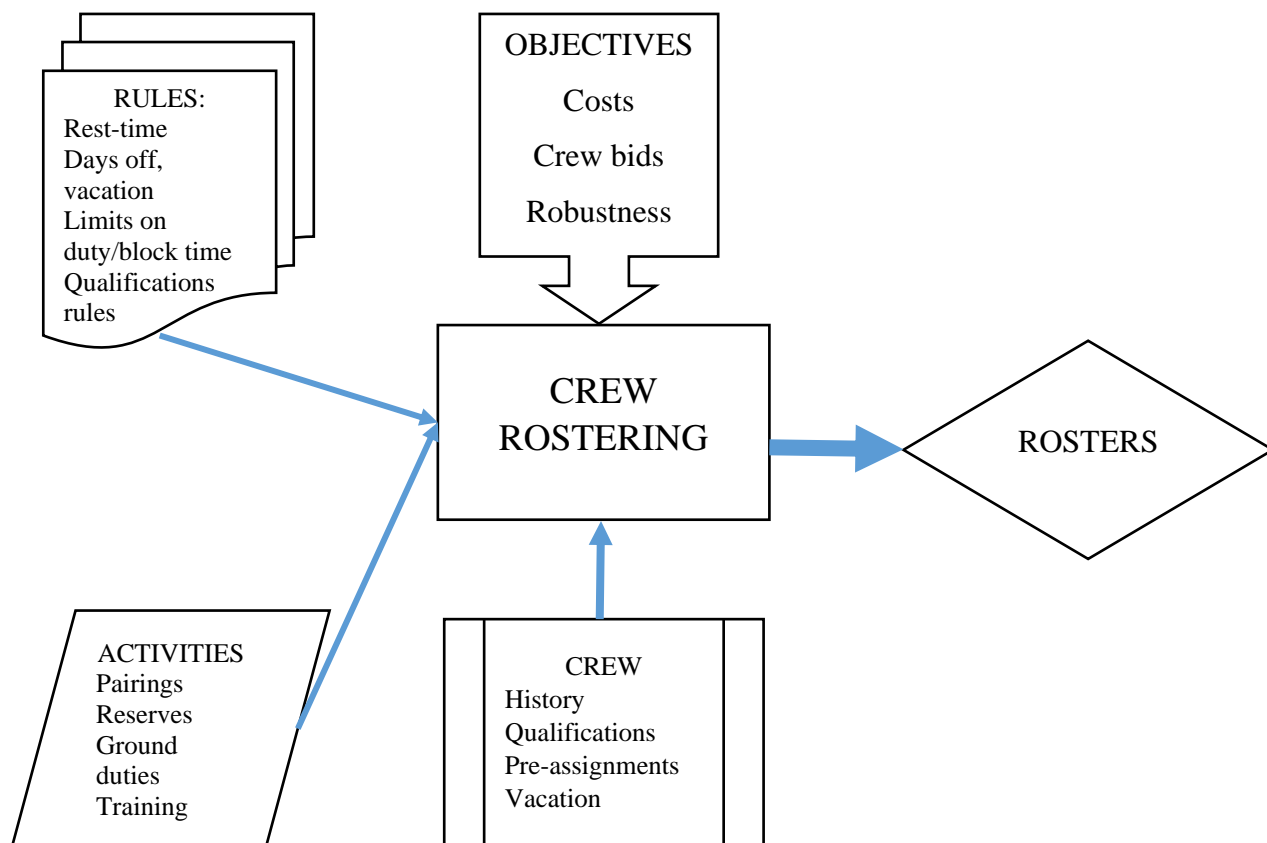 RULES:
Rest-time
Days off,
vacation
Limits on
duty/block time
Qualifications
rules
OBJECTIVES
Costs
Crew bids
Robustness
CREW
ROSTERING
ROSTERS
ACTIVITIES
Pairings
Reserves
Ground
duties
Training
CREW
History
Qualifications
Pre-assignments
Vacation